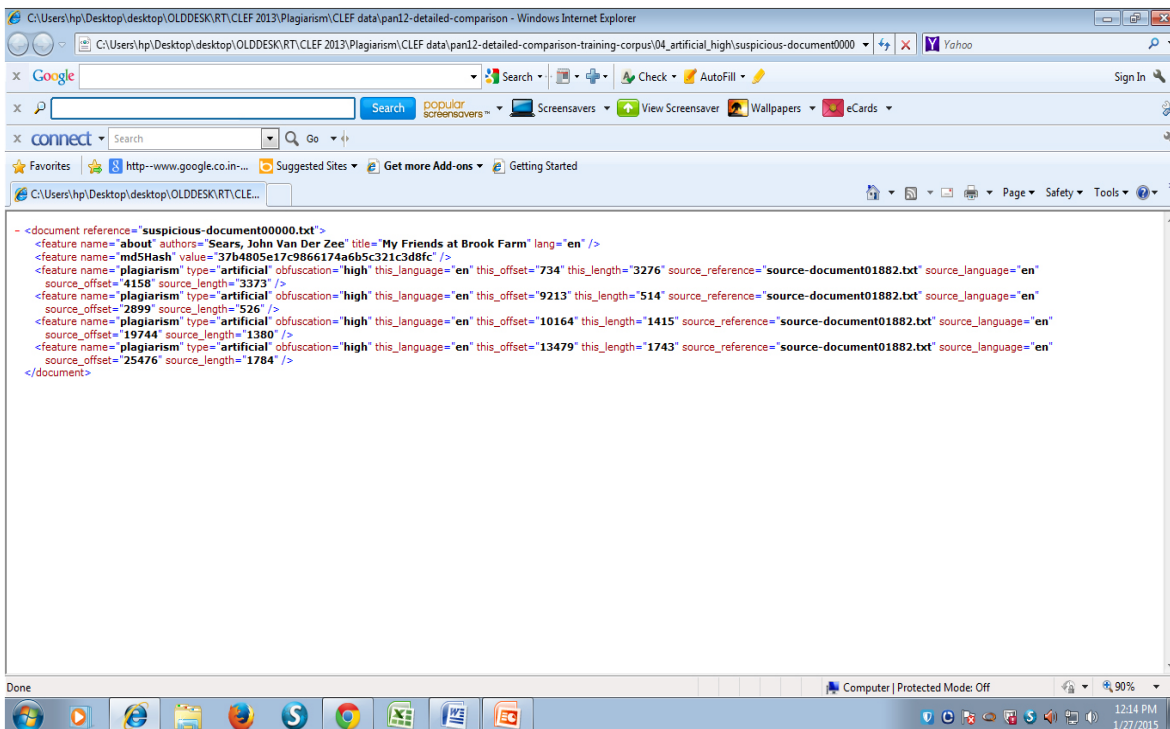 C:\Users\hp\Desktop\desktop\OLDDESK\RT\CLEF 2013\Plagiarism\CLEF data\pan12-detailed-comparison - Windows Internet Explorer
C:\Users\hp\Desktop\desktop\OLDDESK\RT\CLEF 2013\Plagiarism\CLEF data\pan12-detailed-comparison-training-corpus\04_artificial_high\suspicious-document0000 Yahoo
x Google Search Check AutoFill Sign In
x Search popular screensavers™ Screensavers View Screensaver Wallpapers eCards
x connect Search Go
Favorites http--www.google.co.in-... Suggested Sites Get more Add-ons Getting Started
C:\Users\hp\Desktop\desktop\OLDDESK\RT\CLE... Page Safety Tools
- <document reference="suspicious-document00000.txt">
<feature name="about" authors="Sears, John Van Der Zee" title="My Friends at Brook Farm" lang="en" />
<feature name="md5Hash" value="37b4805e17c9866174a6b5c321c3d8fc" />
<feature name="plagiarism" type="artificial" obfuscation="high" this_language="en" this_offset="734" this_length="3276" source_reference="source-document01882.txt" source_language="en"
source_offset="4158" source_length="3373" />
<feature name="plagiarism" type="artificial" obfuscation="high" this_language="en" this_offset="9213" this_length="514" source_reference="source-document01882.txt" source_language="en"
source_offset="2899" source_length="526" />
<feature name="plagiarism" type="artificial" obfuscation="high" this_language="en" this_offset="10164" this_length="1415" source_reference="source-document01882.txt" source_language="en"
source_offset="19744" source_length="1380" />
<feature name="plagiarism" type="artificial" obfuscation="high" this_language="en" this_offset="13479" this_length="1743" source_reference="source-document01882.txt" source_language="en"
source_offset="25476" source_length="1784" />
</document>
Done Computer | Protected Mode: Off 90%
12:14 PM
1/27/2015